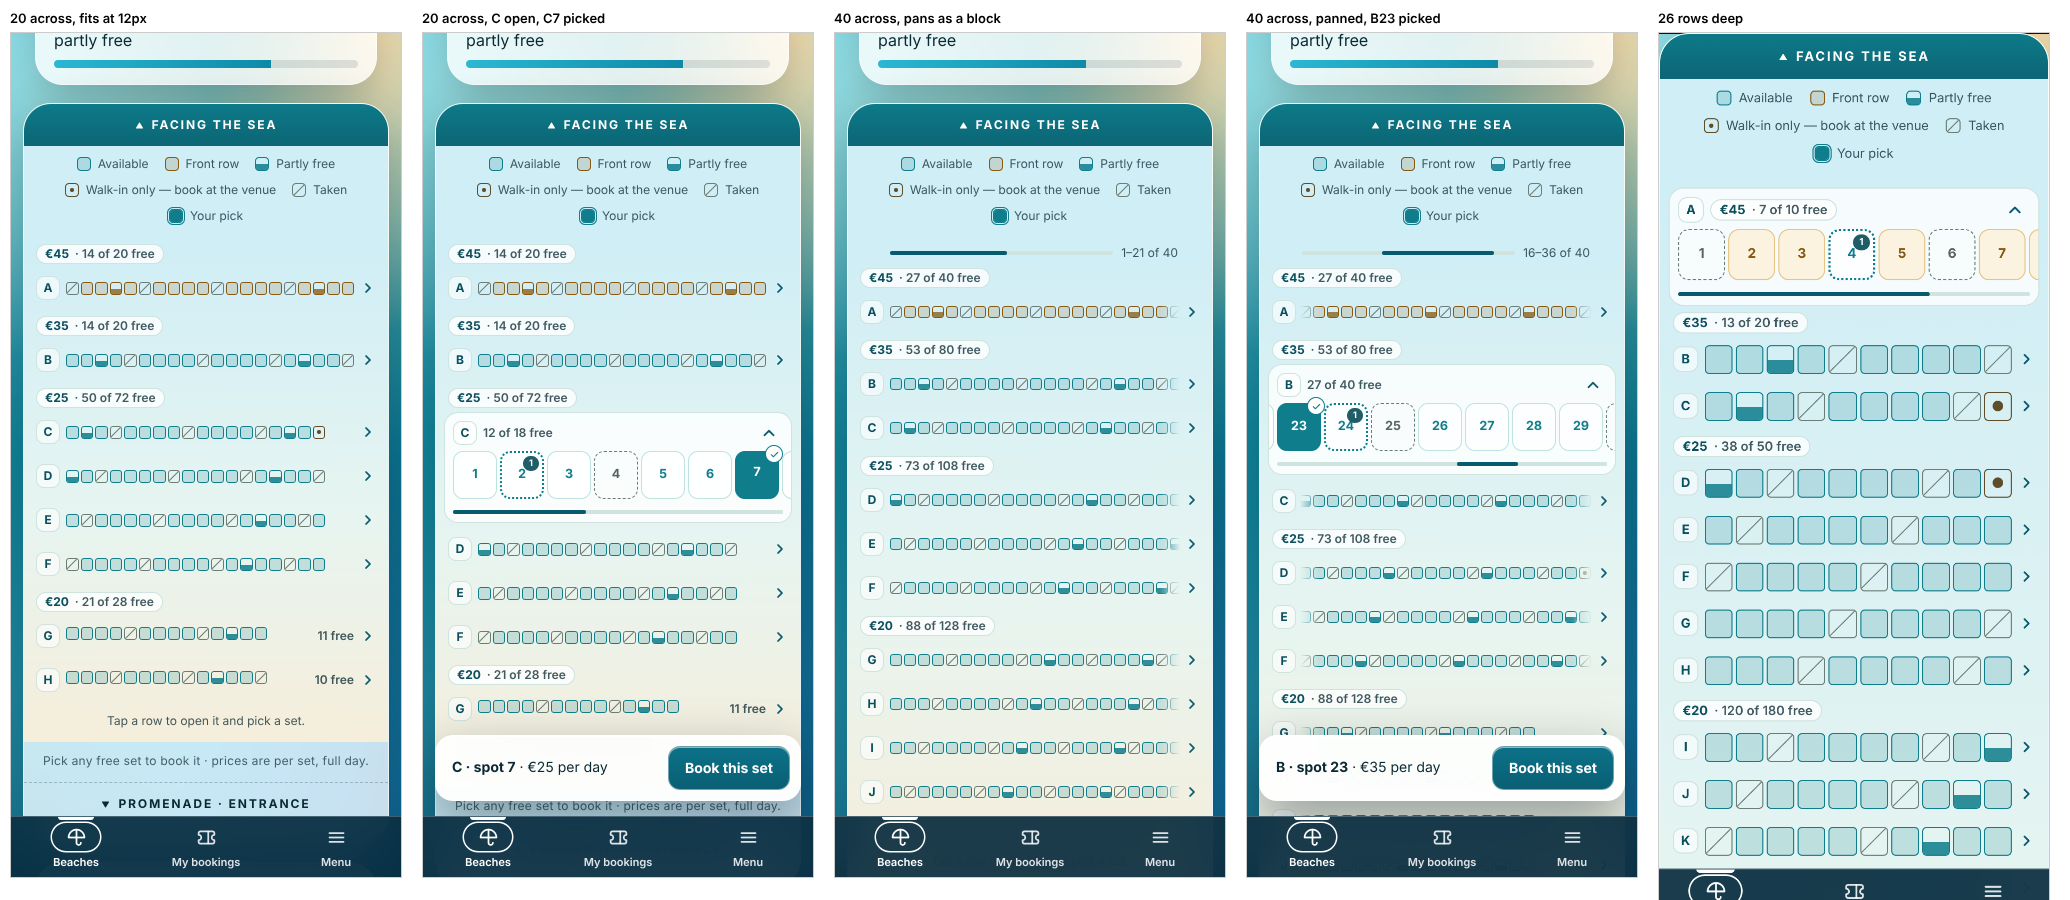 20 across, fits at 12px
partly free
▲ FACING THE SEA
Available Front row Partly free
Walk-in only — book at the venue Taken
Your pick
€45 · 14 of 20 free
A
€35 · 14 of 20 free
B
€25 · 50 of 72 free
C
D
E
F
€20 · 21 of 28 free
G 11 free
H 10 free
Tap a row to open it and pick a set.
Pick any free set to book it · prices are per set, full day.
▼ PROMENADE · ENTRANCE
Beaches My bookings Menu
20 across, C open, C7 picked
partly free
▲ FACING THE SEA
Available Front row Partly free
Walk-in only — book at the venue Taken
Your pick
€45 · 14 of 20 free
A
€35 · 14 of 20 free
B
€25 · 50 of 72 free
C 12 of 18 free
1 2 1 3 4 5 6 7
D
E
F
€20 · 21 of 28 free
G 11 free
C · spot 7 · €25 per day Book this set
Pick any free set to book it · prices are per set, full day.
Beaches My bookings Menu
40 across, pans as a block
partly free
▲ FACING THE SEA
Available Front row Partly free
Walk-in only — book at the venue Taken
Your pick
1–21 of 40
€45 · 27 of 40 free
A
€35 · 53 of 80 free
B
C
€25 · 73 of 108 free
D
E
F
€20 · 88 of 128 free
G
H
I
J
Beaches My bookings Menu
40 across, panned, B23 picked
partly free
▲ FACING THE SEA
Available Front row Partly free
Walk-in only — book at the venue Taken
Your pick
16–36 of 40
€45 · 27 of 40 free
A
€35 · 53 of 80 free
B 27 of 40 free
23 24 1 25 26 27 28 29
C
€25 · 73 of 108 free
D
E
F
€20 · 88 of 128 free
G
B · spot 23 · €35 per day Book this set
Beaches My bookings Menu
26 rows deep
▲ FACING THE SEA
Available Front row Partly free
Walk-in only — book at the venue Taken
Your pick
A €45 · 7 of 10 free
1 2 3 4 1 5 6 7
€35 · 13 of 20 free
B
C
€25 · 38 of 50 free
D
E
F
G
H
€20 · 120 of 180 free
I
J
K